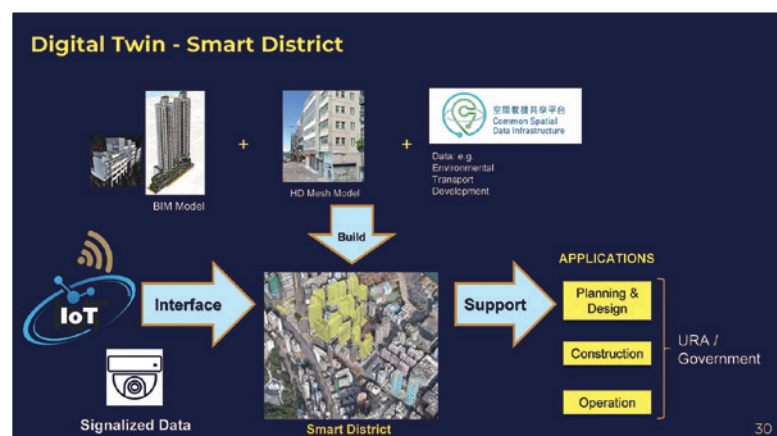 Digital Twin - Smart District
+
+
空間數據共享平台
Common Spatial
Data Infrastructure
BIM Model
HD Mesh Model
Data: e.g.
Environmental
Transport
Development
Build
IoT
Interface
Support
APPLICATIONS
Planning &
Design
Construction
Operation
URA /
Government
Signalized Data
Smart District
30